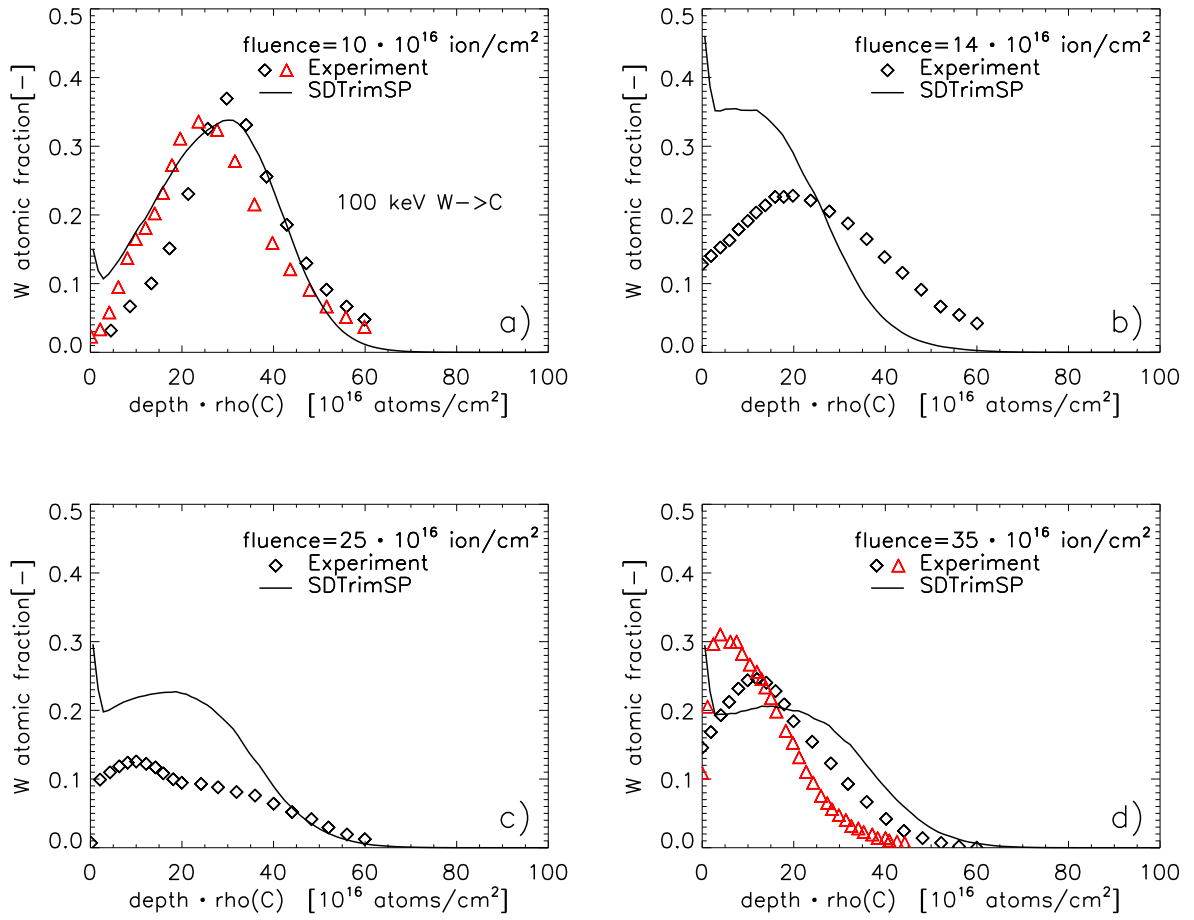 fluence=10 · 10¹⁶ ion/cm²
Experiment
SDTrimSP
100 keV W->C
a)
W atomic fraction[-]
0.5
0.4
0.3
0.2
0.1
0.0
0 20 40 60 80 100
depth · rho(C) [10¹⁶ atoms/cm²]
fluence=14 · 10¹⁶ ion/cm²
Experiment
SDTrimSP
b)
W atomic fraction[-]
0.5
0.4
0.3
0.2
0.1
0.0
0 20 40 60 80 100
depth · rho(C) [10¹⁶ atoms/cm²]
fluence=25 · 10¹⁶ ion/cm²
Experiment
SDTrimSP
c)
W atomic fraction[-]
0.5
0.4
0.3
0.2
0.1
0.0
0 20 40 60 80 100
depth · rho(C) [10¹⁶ atoms/cm²]
fluence=35 · 10¹⁶ ion/cm²
Experiment
SDTrimSP
d)
W atomic fraction[-]
0.5
0.4
0.3
0.2
0.1
0.0
0 20 40 60 80 100
depth · rho(C) [10¹⁶ atoms/cm²]